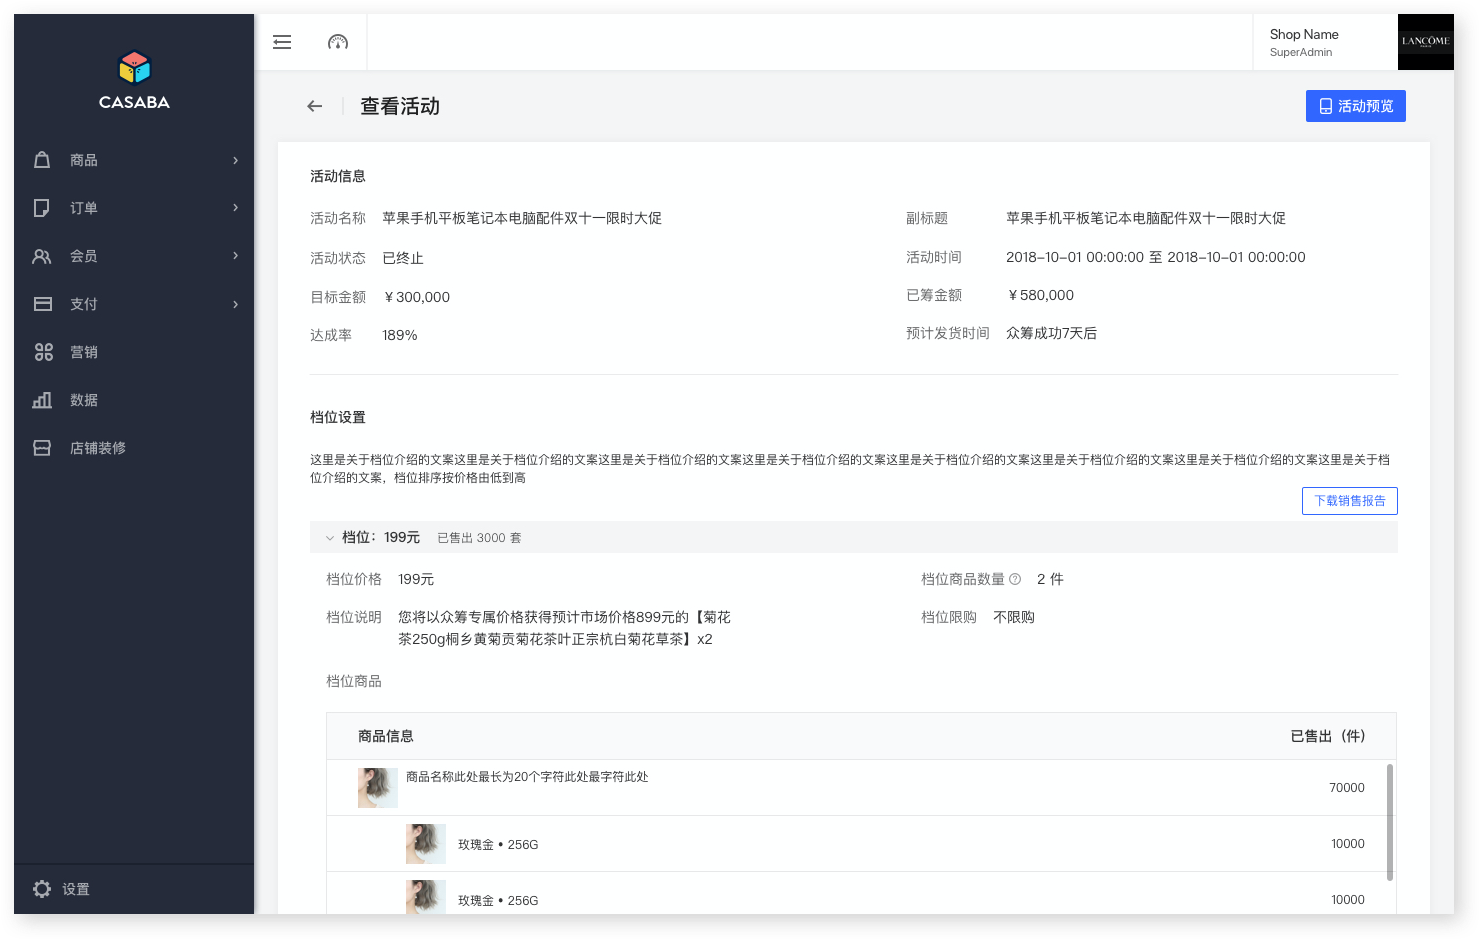 CASABA
商品
订单
会员
支付
营销
数据
店铺装修
设置
Shop Name
SuperAdmin
LANCÔME
查看活动
活动预览
活动信息
活动名称 苹果手机平板笔记本电脑配件双十一限时大促
副标题 苹果手机平板笔记本电脑配件双十一限时大促
活动状态 已终止
活动时间 2018-10-01 00:00:00 至 2018-10-01 00:00:00
目标金额 ¥300,000
已筹金额 ¥580,000
达成率 189%
预计发货时间 众筹成功7天后
档位设置
这里是关于档位介绍的文案这里是关于档位介绍的文案这里是关于档位介绍的文案这里是关于档位介绍的文案这里是关于档位介绍的文案这里是关于档位介绍的文案这里是关于档位介绍的文案这里是关于档
位介绍的文案，档位排序按价格由低到高
下载销售报告
档位：199元 已售出 3000 套
档位价格 199元
档位商品数量 2 件
档位说明 您将以众筹专属价格获得预计市场价格899元的【菊花
茶250g桐乡黄菊贡菊花茶叶正宗杭白菊花草茶】x2
档位限购 不限购
档位商品
商品信息 已售出（件）
商品名称此处最长为20个字符此处最字符此处 70000
玫瑰金 • 256G 10000
玫瑰金 • 256G 10000